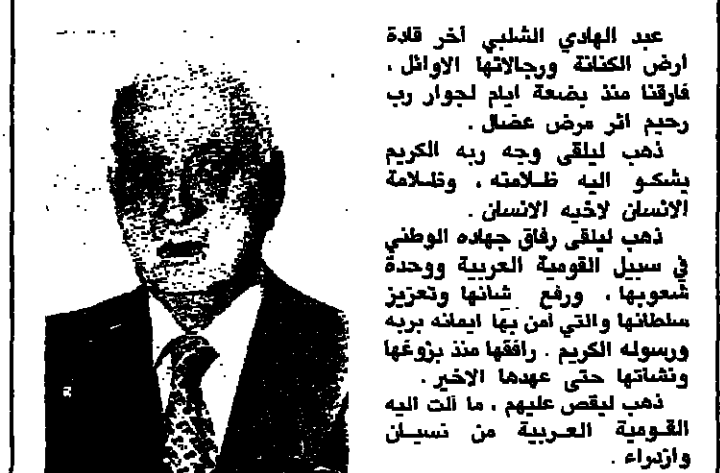 عبد الهادي الشلبي أخر قادة
ارض الكنانة ورجالاتها الاوائل .
فارقنا منذ بضعة ايام لجوار رب
رحيم اثر مرض عضال .
ذهب ليلقى وجه ربه الكريم
يشكو اليه ظلامته ، وظلامة
الانسان لاخيه الانسان .
ذهب ليلقى رفاق جهاده الوطني
في سبيل القومية العربية ووحدة
شعوبها ، ورفع شانها وتعزيز
سلطانها والتي امن بها ايمانه بربه
ورسوله الكريم . رافقها منذ بزوغها
ونشاتها حتى عهدها الاخير .
ذهب ليقص عليهم ، ما آلت اليه
القومية العربية من نسيان
وازدراء .